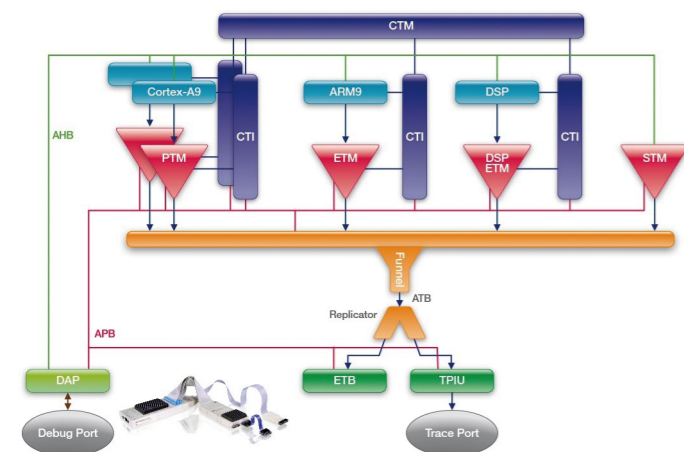 CTM
Cortex-A9
ARM9
DSP
AHB
CTI
CTI
CTI
PTM
ETM
DSP
ETM
STM
Funnel
ATB
Replicator
APB
DAP
ETB
TPIU
Debug Port
Trace Port